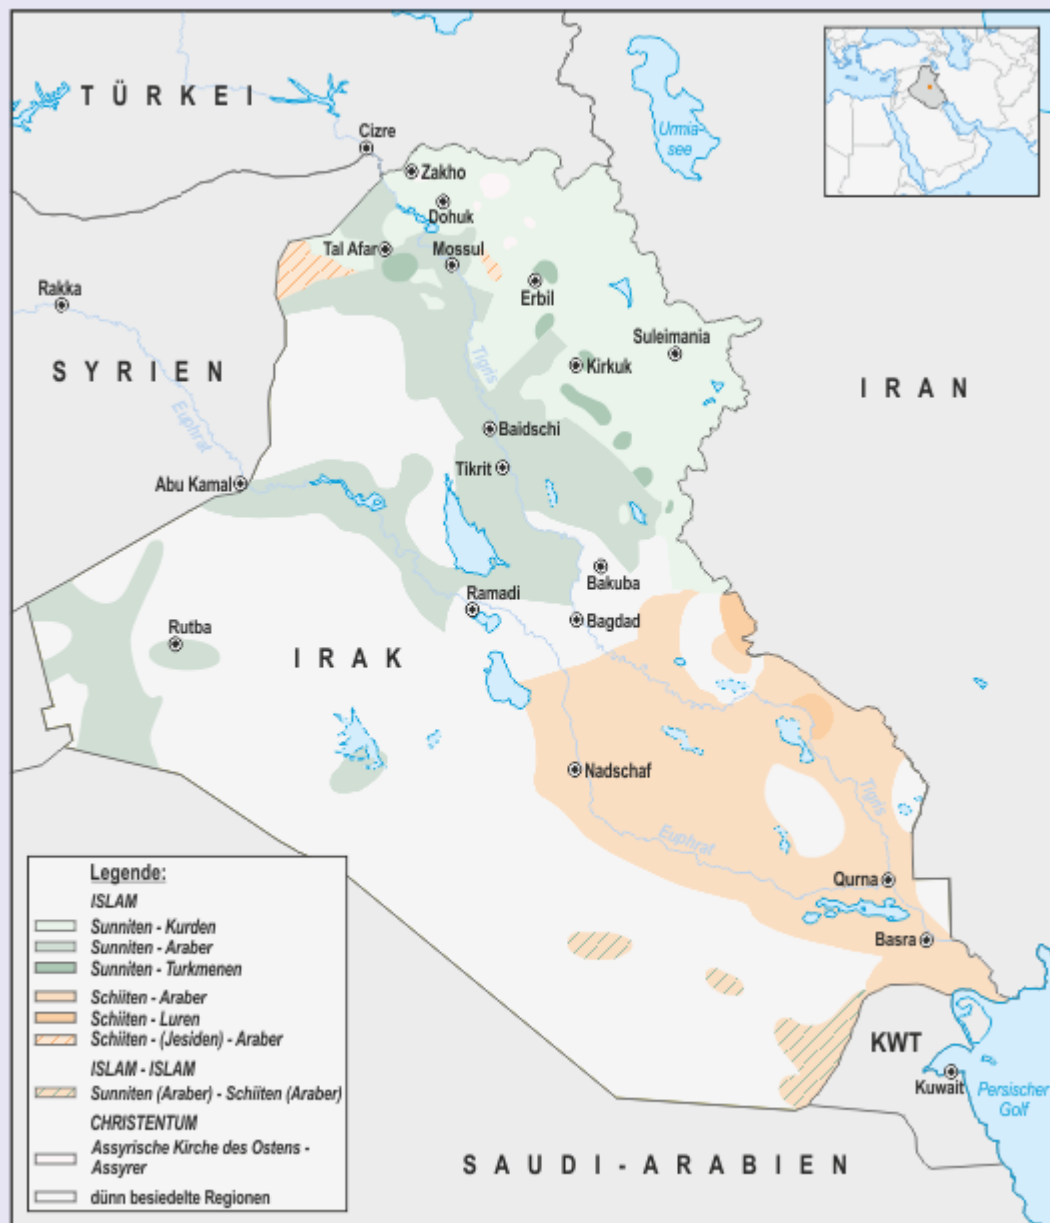 TÜRKEI
Urmia-
see
Cizre
Zakho
Dohuk
Tal Afar
Mossul
Rakka
Erbil
Suleimania
SYRIEN
Tigris
Kirkuk
IRAN
Euphrat
Baidschi
Tikrit
Abu Kamal
Bakuba
Ramadi
Bagdad
Rutba
IRAK
Nadschaf
Tigris
Euphrat
Qurna
Basra
KWT
Kuwait
Persischer
Golf
SAUDI-ARABIEN
Legende:
ISLAM
Sunniten - Kurden
Sunniten - Araber
Sunniten - Turkmenen
Schiiten - Araber
Schiiten - Luren
Schiiten - (Jesiden) - Araber
ISLAM - ISLAM
Sunniten (Araber) - Schiiten (Araber)
CHRISTENTUM
Assyrische Kirche des Ostens -
Assyrer
dünn besiedelte Regionen